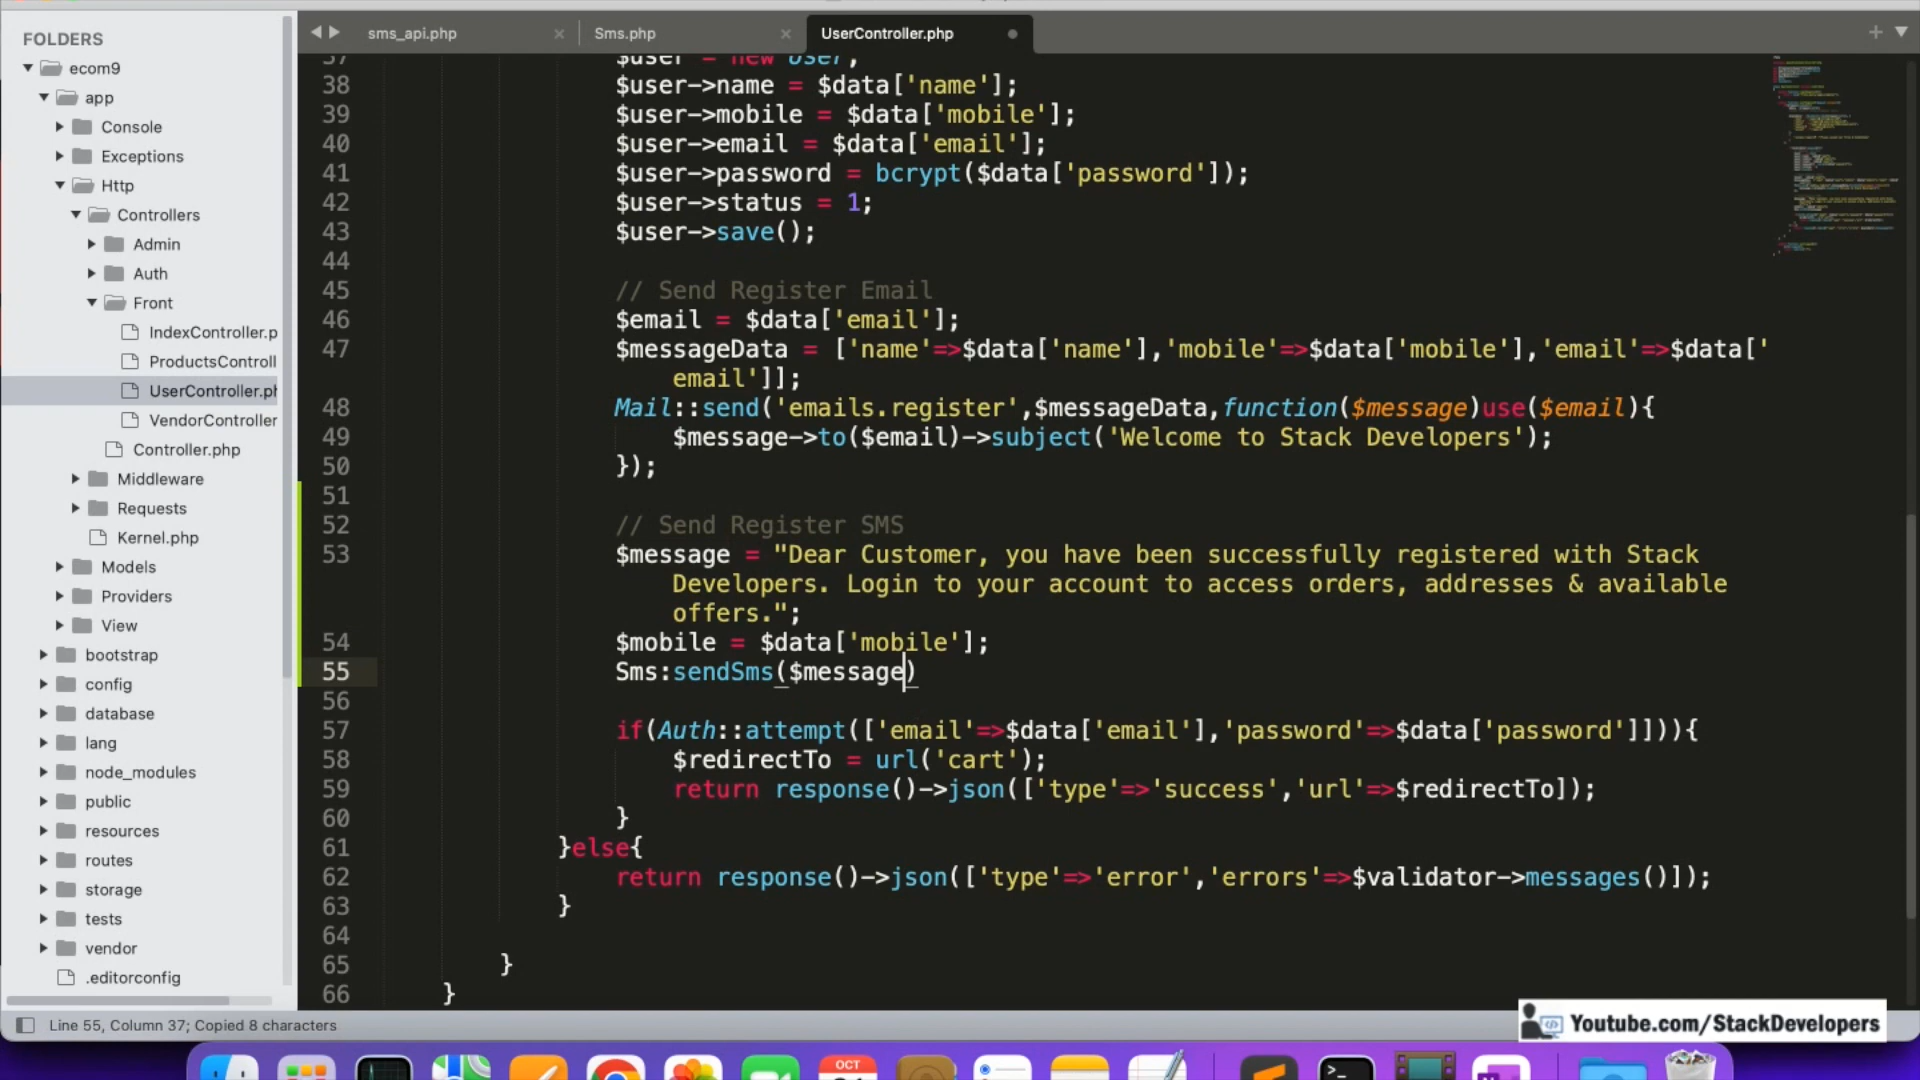 FOLDERS
ecom9
app
Console
Exceptions
Http
Controllers
Admin
Auth
Front
IndexController.p
ProductsControll
UserController.ph
VendorController
Controller.php
Middleware
Requests
Kernel.php
Models
Providers
View
bootstrap
config
database
lang
node_modules
public
resources
routes
storage
tests
vendor
.editorconfig
sms_api.php
Sms.php
UserController.php
37 $user = new User;
38 $user->name = $data['name'];
39 $user->mobile = $data['mobile'];
40 $user->email = $data['email'];
41 $user->password = bcrypt($data['password']);
42 $user->status = 1;
43 $user->save();
44
45 // Send Register Email
46 $email = $data['email'];
47 $messageData = ['name'=>$data['name'],'mobile'=>$data['mobile'],'email'=>$data['
email']];
48 Mail::send('emails.register',$messageData,function($message)use($email){
49 $message->to($email)->subject('Welcome to Stack Developers');
50 });
51
52 // Send Register SMS
53 $message = "Dear Customer, you have been successfully registered with Stack
Developers. Login to your account to access orders, addresses & available
offers.";
54 $mobile = $data['mobile'];
55 Sms:sendSms($message)
56
57 if(Auth::attempt(['email'=>$data['email'],'password'=>$data['password']])){
58 $redirectTo = url('cart');
59 return response()->json(['type'=>'success','url'=>$redirectTo]);
60 }
61 }else{
62 return response()->json(['type'=>'error','errors'=>$validator->messages()]);
63 }
64
65 }
66 }
Line 55, Column 37; Copied 8 characters
Youtube.com/StackDevelopers
OCT